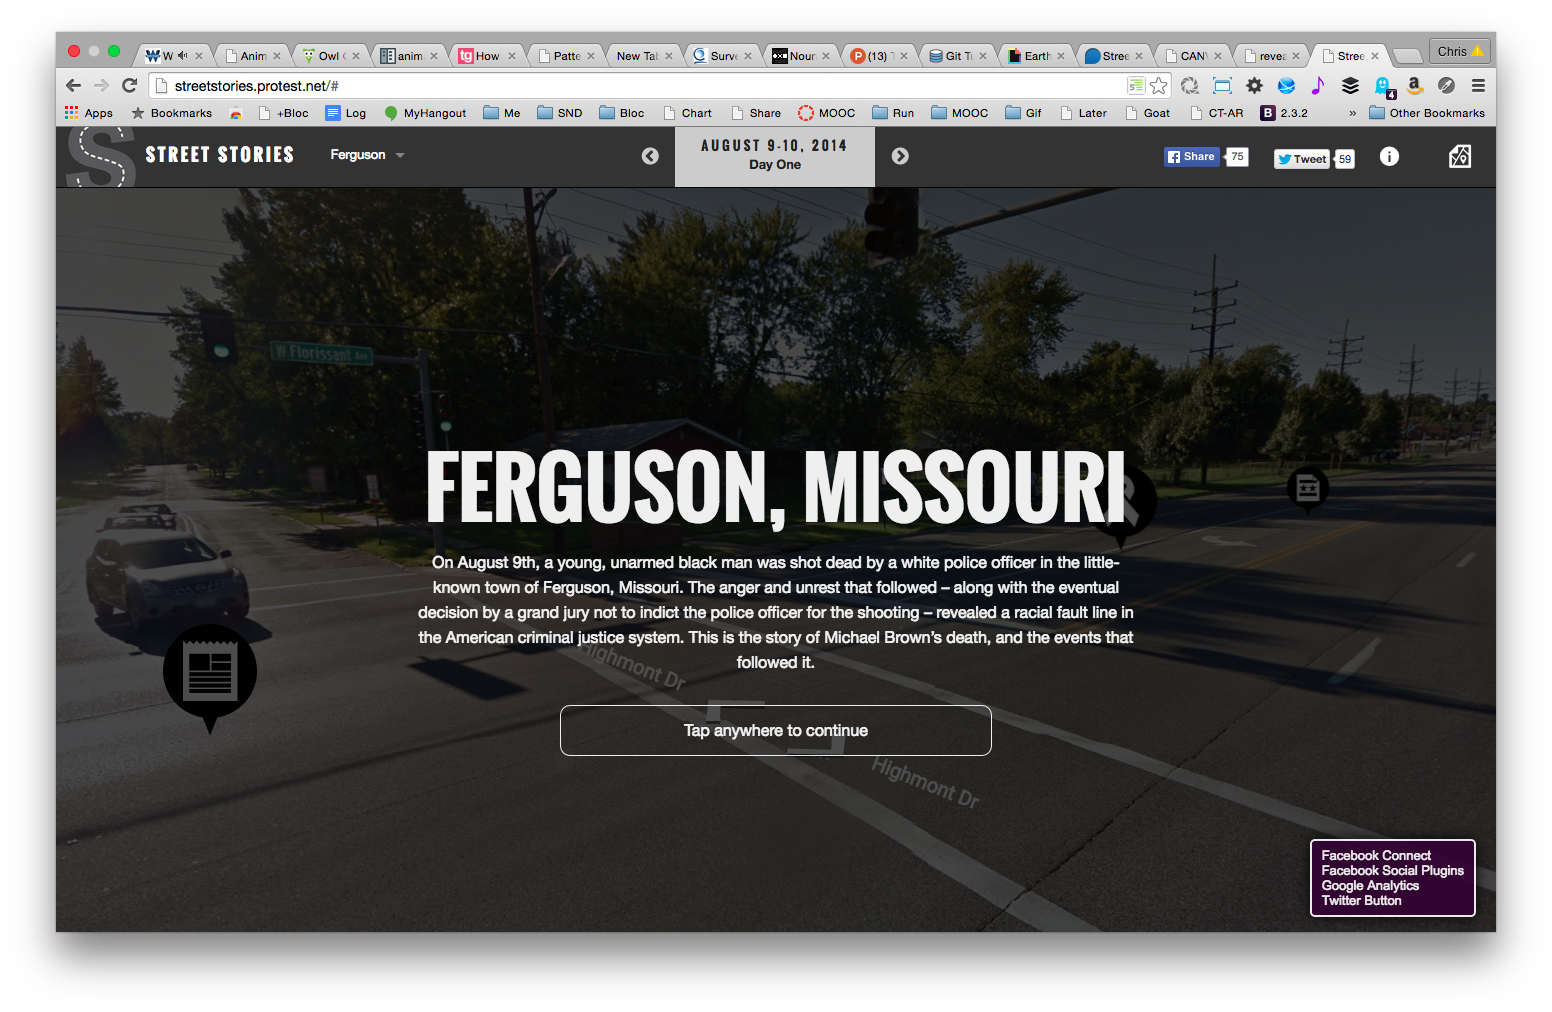 W
Anim
Owl C
anim
How
Patte
New Tab
Surve
Noun
(13) T
Git Tu
Earth
Stree
CAN
revea
Stree
Chris
streetstories.protest.net/#
4
Apps
Bookmarks
+Bloc
Log
MyHangout
Me
SND
Bloc
Chart
Share
MOOC
Run
MOOC
Gif
Later
Goat
CT-AR
B 2.3.2
»
Other Bookmarks
S
STREET STORIES
Ferguson
AUGUST 9-10, 2014
Day One
Share 75
Tweet 59
W Florissant Ave
FERGUSON, MISSOURI
On August 9th, a young, unarmed black man was shot dead by a white police officer in the little-
known town of Ferguson, Missouri. The anger and unrest that followed – along with the eventual
decision by a grand jury not to indict the police officer for the shooting – revealed a racial fault line in
the American criminal justice system. This is the story of Michael Brown’s death, and the events that
followed it.
Highmont Dr
Tap anywhere to continue
Highmont Dr
Facebook Connect
Facebook Social Plugins
Google Analytics
Twitter Button